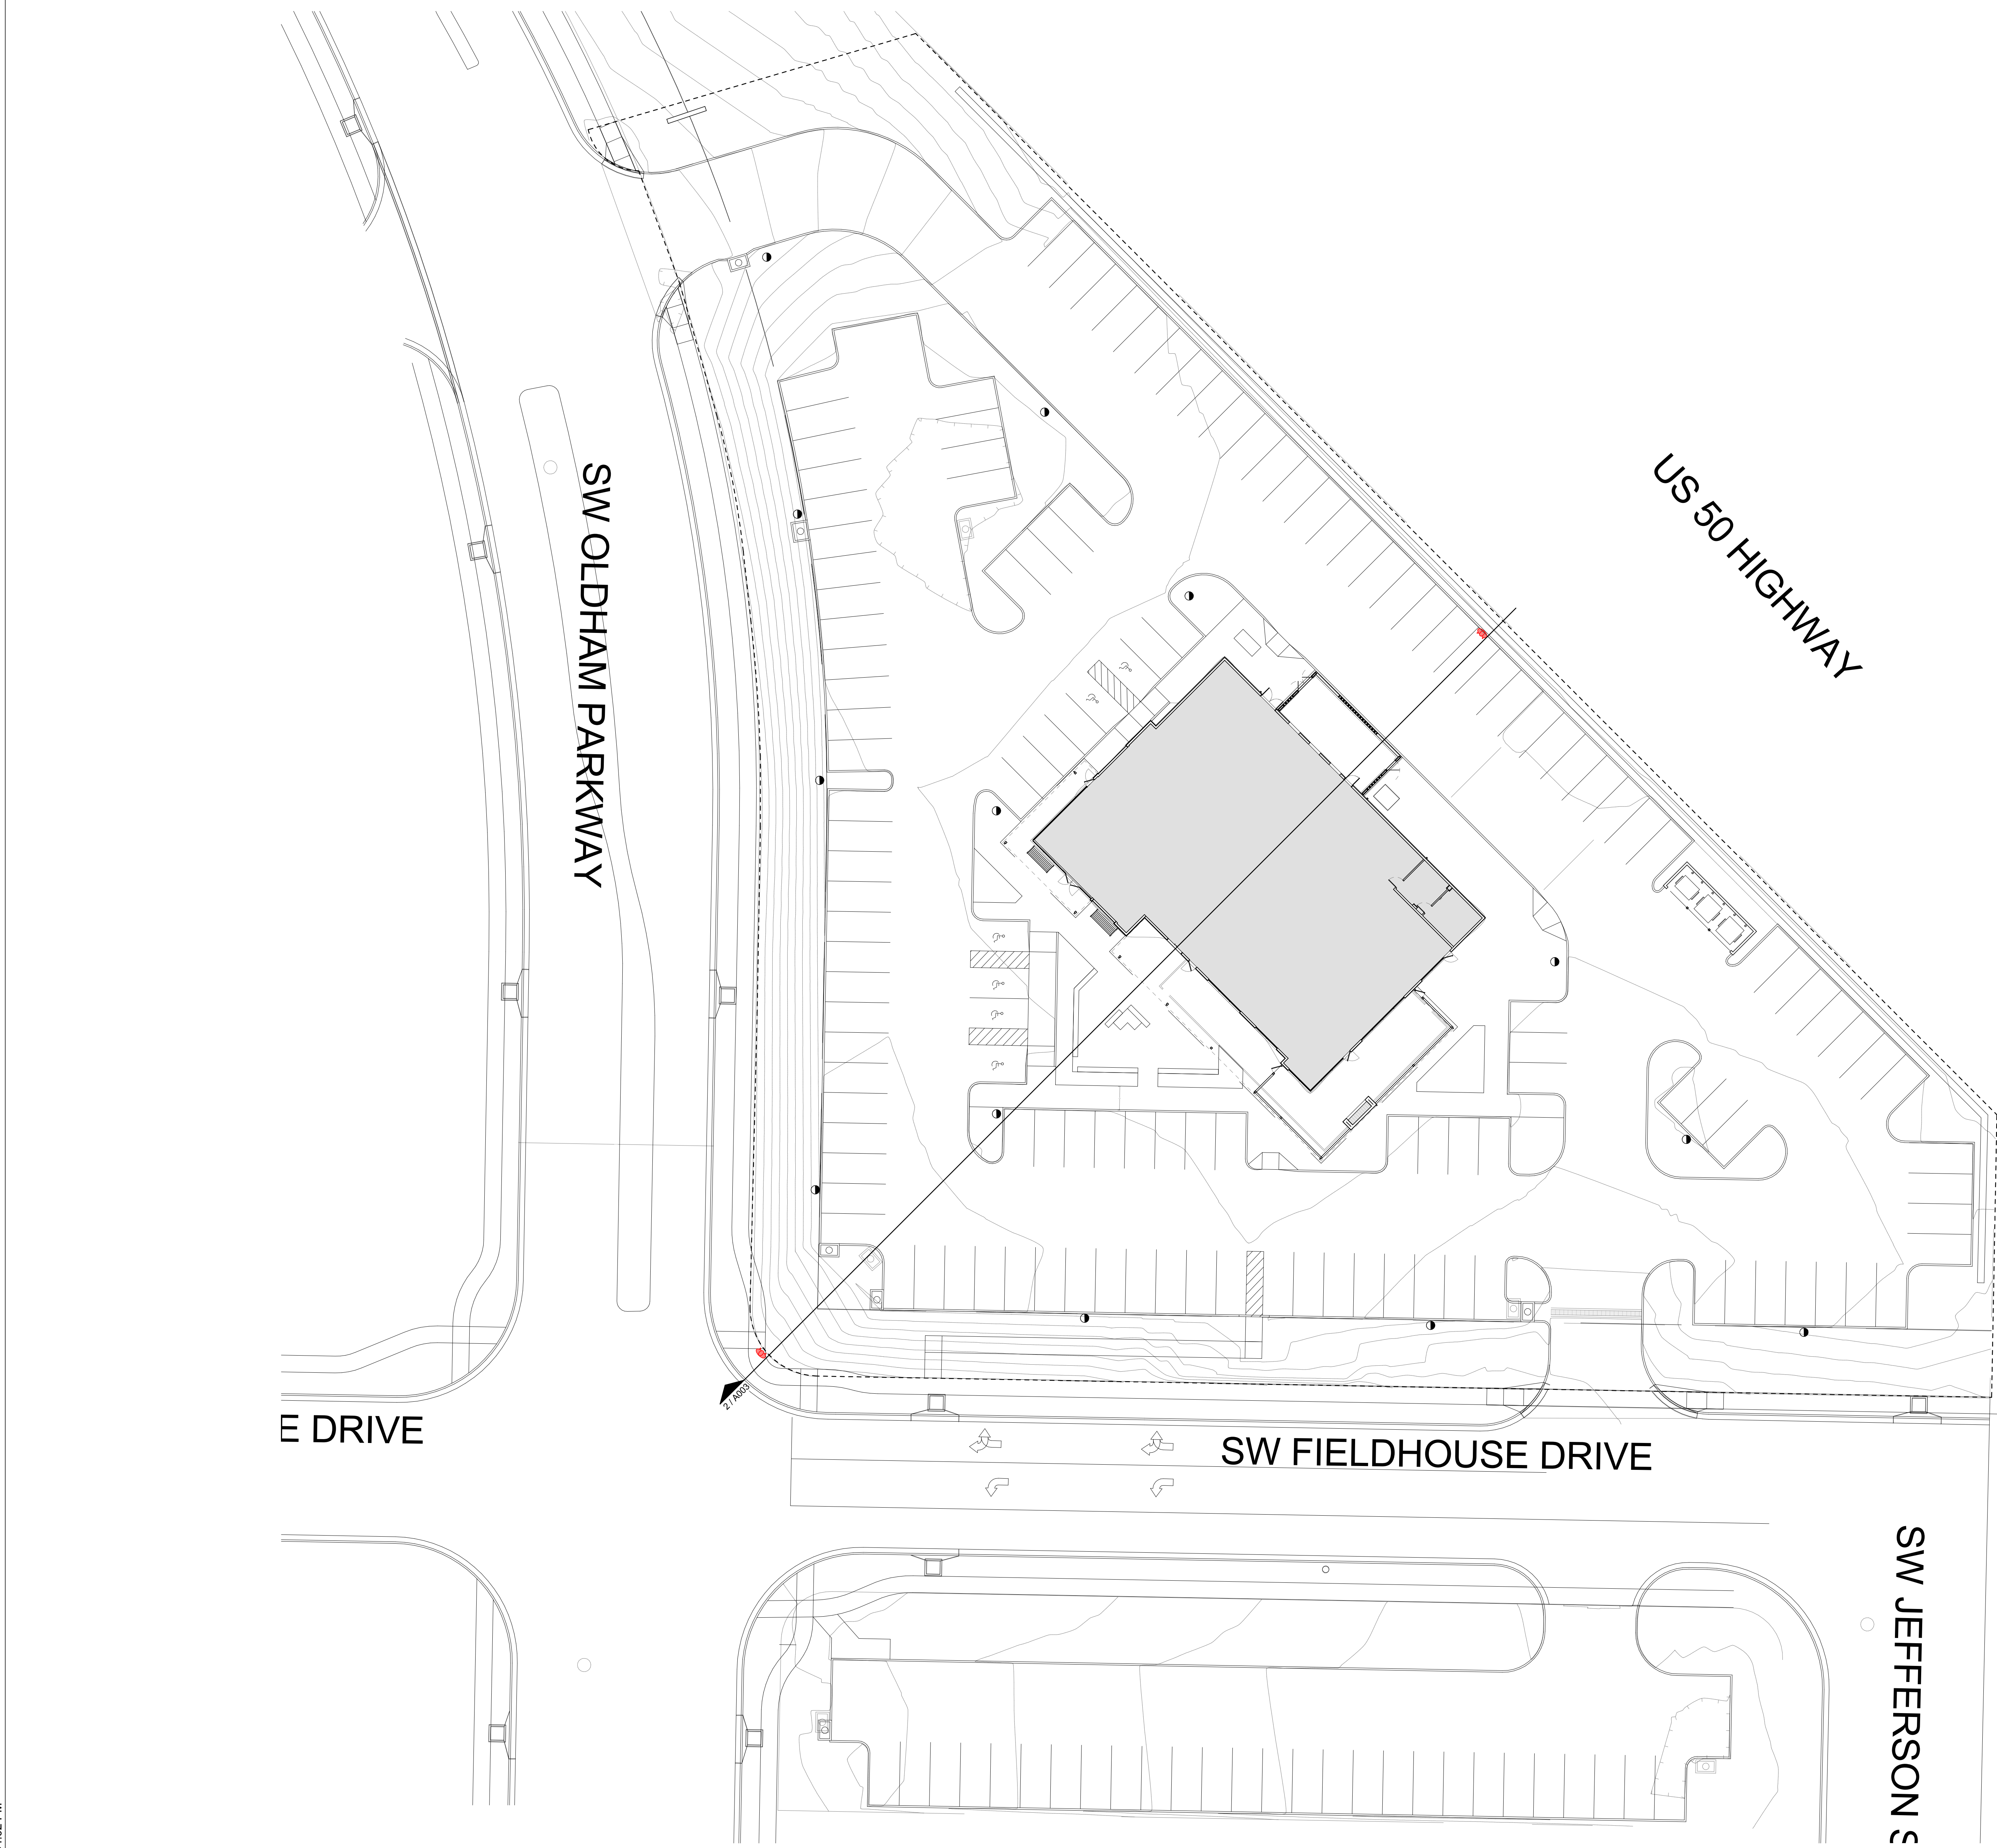 US 50 HIGHWAY
SW OLDHAM PARKWAY
2 / A003
E DRIVE
SW FIELDHOUSE DRIVE
SW JEFFERSON S